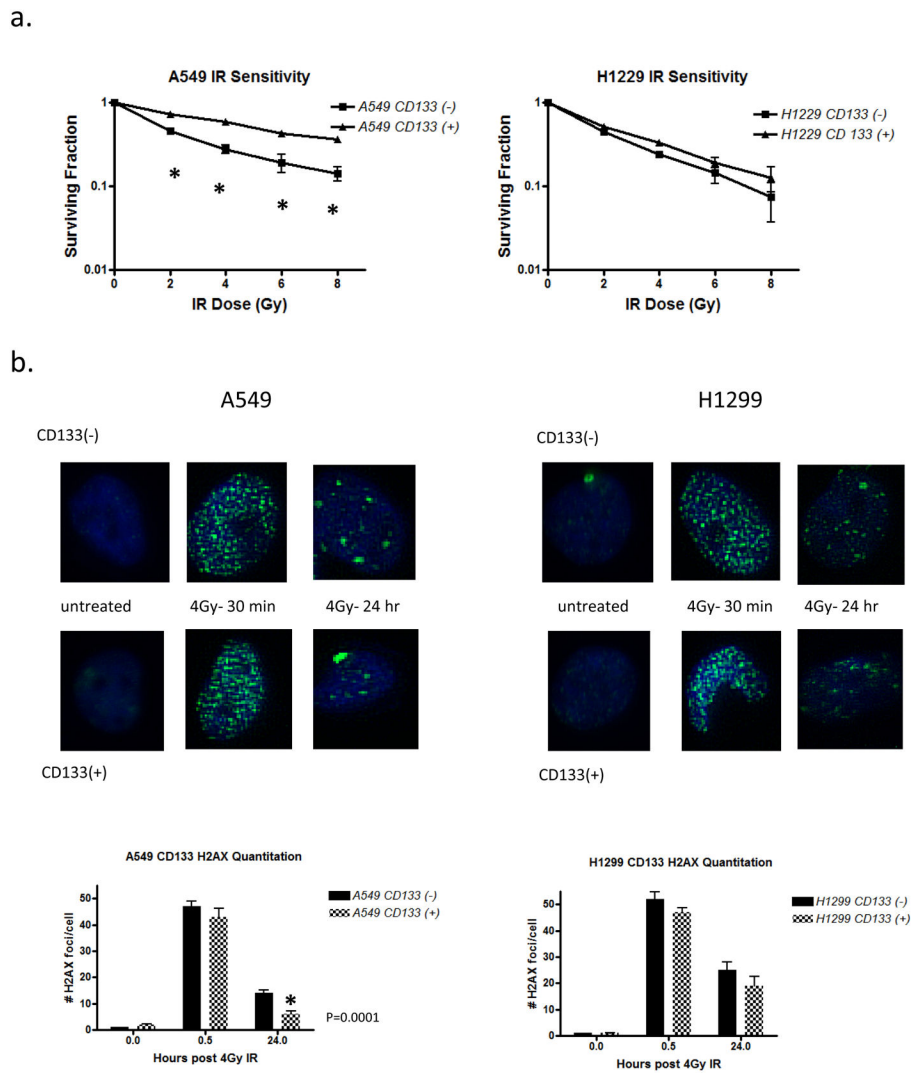 a.
A549 IR Sensitivity
1
0.1
0.01
Surviving Fraction
A549 CD133 (-)
A549 CD133 (+)
* * * *
0 2 4 6 8
IR Dose (Gy)
H1229 IR Sensitivity
1
0.1
0.01
Surviving Fraction
H1229 CD133 (-)
H1229 CD 133 (+)
0 2 4 6 8
IR Dose (Gy)
b.
A549
CD133(-)
untreated 4Gy- 30 min 4Gy- 24 hr
CD133(+)
H1299
CD133(-)
untreated 4Gy- 30 min 4Gy- 24 hr
CD133(+)
A549 CD133 H2AX Quantitation
50
40
30
20
10
0
# H2AX foci/cell
A549 CD133 (-)
A549 CD133 (+)
*
P=0.0001
0.0 0.5 24.0
Hours post 4Gy IR
H1299 CD133 H2AX Quantitation
50
40
30
20
10
0
# H2AX foci/cell
H1299 CD133 (-)
H1299 CD133 (+)
0.0 0.5 24.0
Hours post 4Gy IR